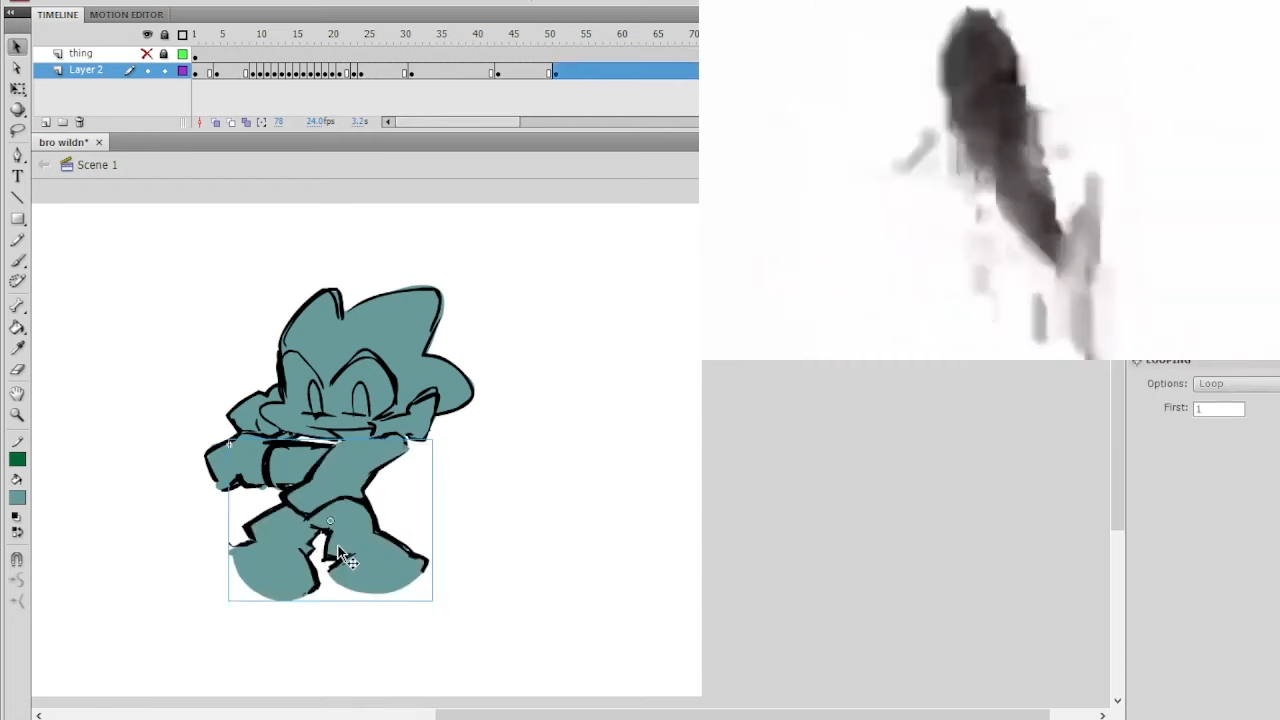 TIMELINE MOTION EDITOR
1 5 10 15 20 25 30 35 40 45 50 55 60 65 70
thing
Layer 2
78 24.0fps 3.2s
bro wildn* ×
Scene 1
T
LOOPING
Options: Loop
First: 1